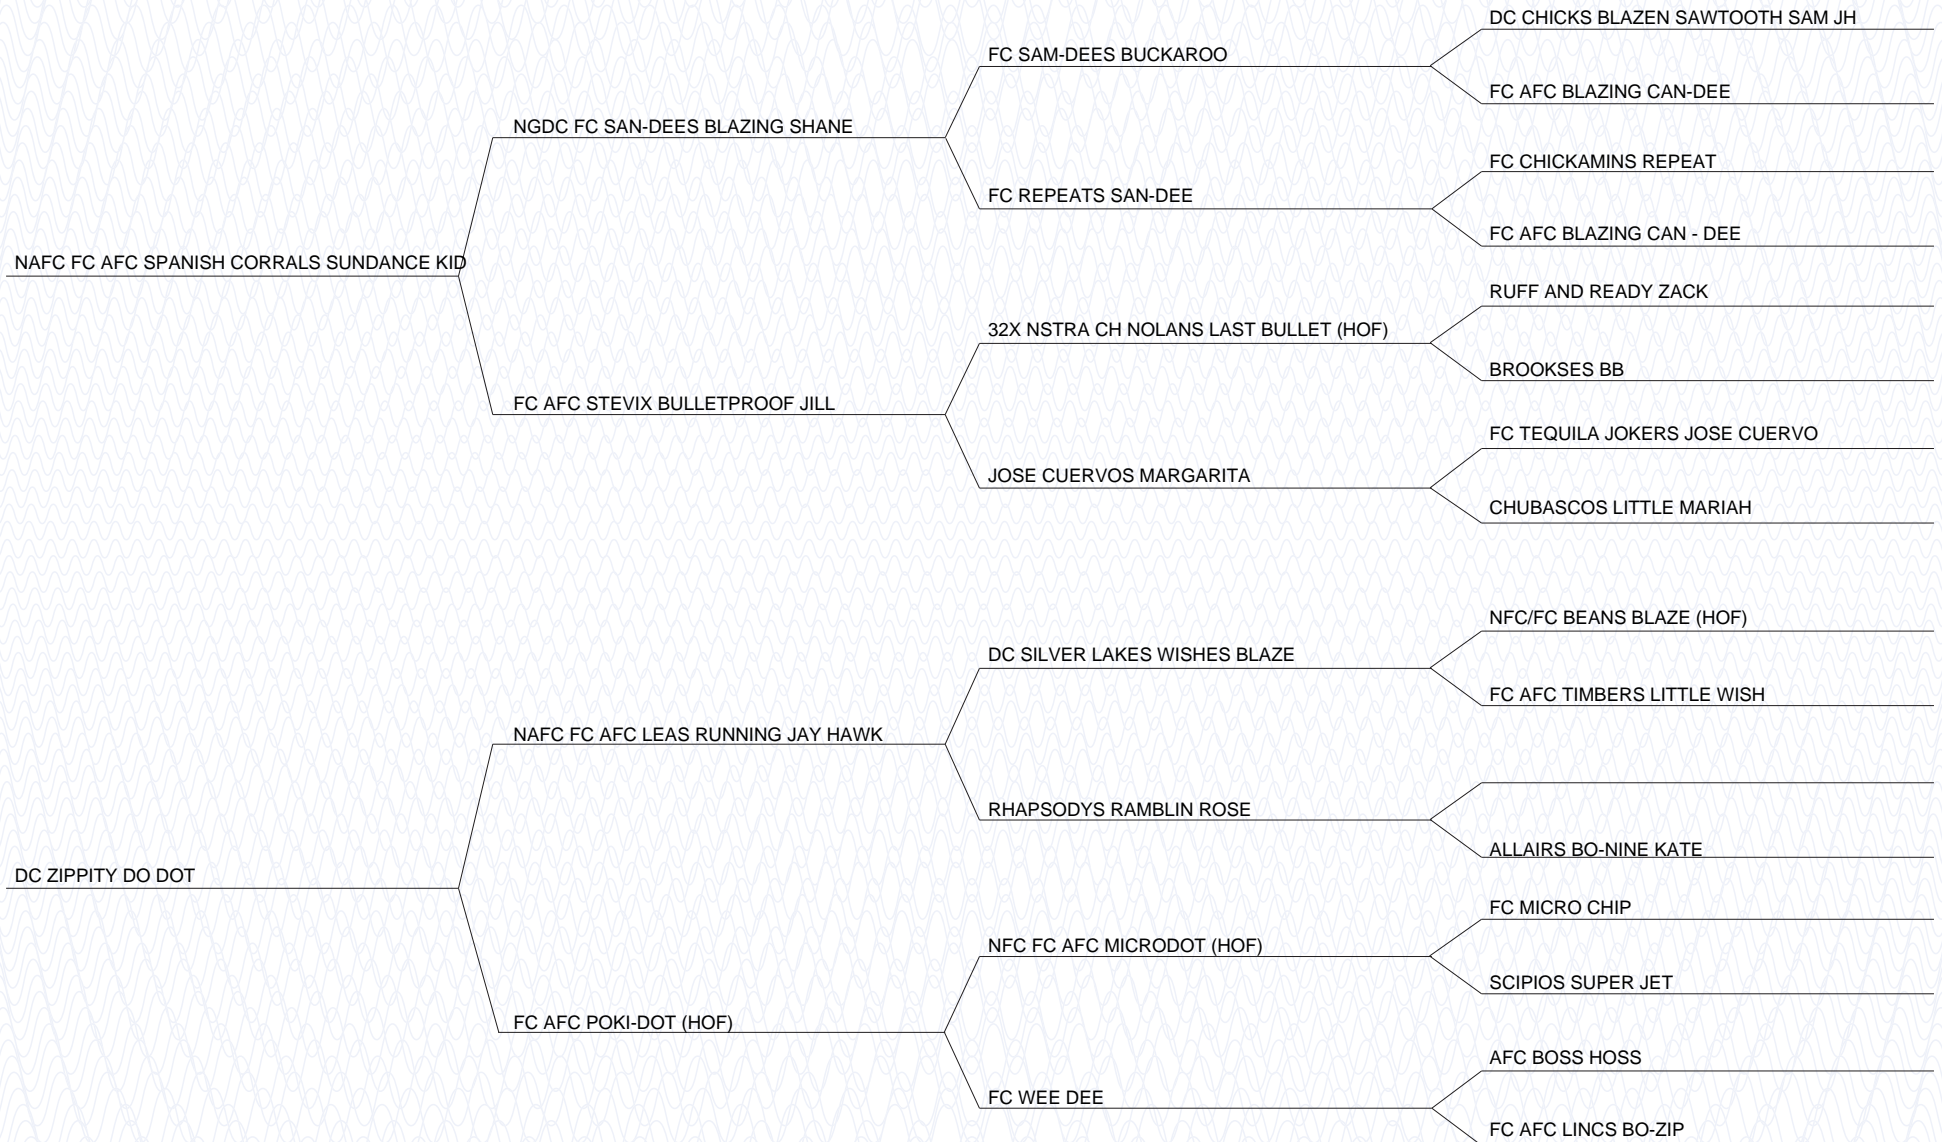 DC CHICKS BLAZEN SAWTOOTH SAM JH
FC SAM-DEES BUCKAROO
FC AFC BLAZING CAN-DEE
NGDC FC SAN-DEES BLAZING SHANE
FC CHICKAMINS REPEAT
FC REPEATS SAN-DEE
FC AFC BLAZING CAN - DEE
NAFC FC AFC SPANISH CORRALS SUNDANCE KID
RUFF AND READY ZACK
32X NSTRA CH NOLANS LAST BULLET (HOF)
BROOKSES BB
FC AFC STEVIX BULLETPROOF JILL
FC TEQUILA JOKERS JOSE CUERVO
JOSE CUERVOS MARGARITA
CHUBASCOS LITTLE MARIAH
NFC/FC BEANS BLAZE (HOF)
DC SILVER LAKES WISHES BLAZE
FC AFC TIMBERS LITTLE WISH
NAFC FC AFC LEAS RUNNING JAY HAWK
RHAPSODYS RAMBLIN ROSE
ALLAIRS BO-NINE KATE
DC ZIPPITY DO DOT
FC MICRO CHIP
NFC FC AFC MICRODOT (HOF)
SCIPIOS SUPER JET
FC AFC POKI-DOT (HOF)
AFC BOSS HOSS
FC WEE DEE
FC AFC LINCS BO-ZIP